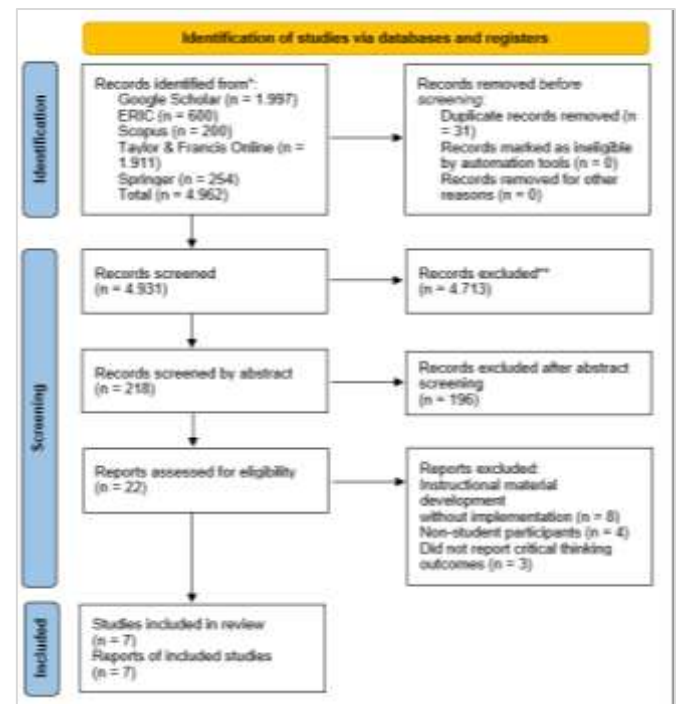 Identification of studies via databases and registers
Identification
Records identified from*:
Google Scholar (n = 1.997)
ERIC (n = 600)
Scopus (n = 200)
Taylor & Francis Online (n =
1.911)
Springer (n = 254)
Total (n = 4.962)
Records removed before
screening:
Duplicate records removed (n
= 31)
Records marked as ineligible
by automation tools (n = 0)
Records removed for other
reasons (n = 0)
Screening
Records screened
(n = 4.931)
Records excluded**
(n = 4.713)
Records screened by abstract
(n = 218)
Records excluded after abstract
screening
(n = 196)
Reports assessed for eligibility
(n = 22)
Reports excluded:
Instructional material
development
without implementation (n = 8)
Non-student participants (n = 4)
Did not report critical thinking
outcomes (n = 3)
Included
Studies included in review
(n = 7)
Reports of included studies
(n = 7)